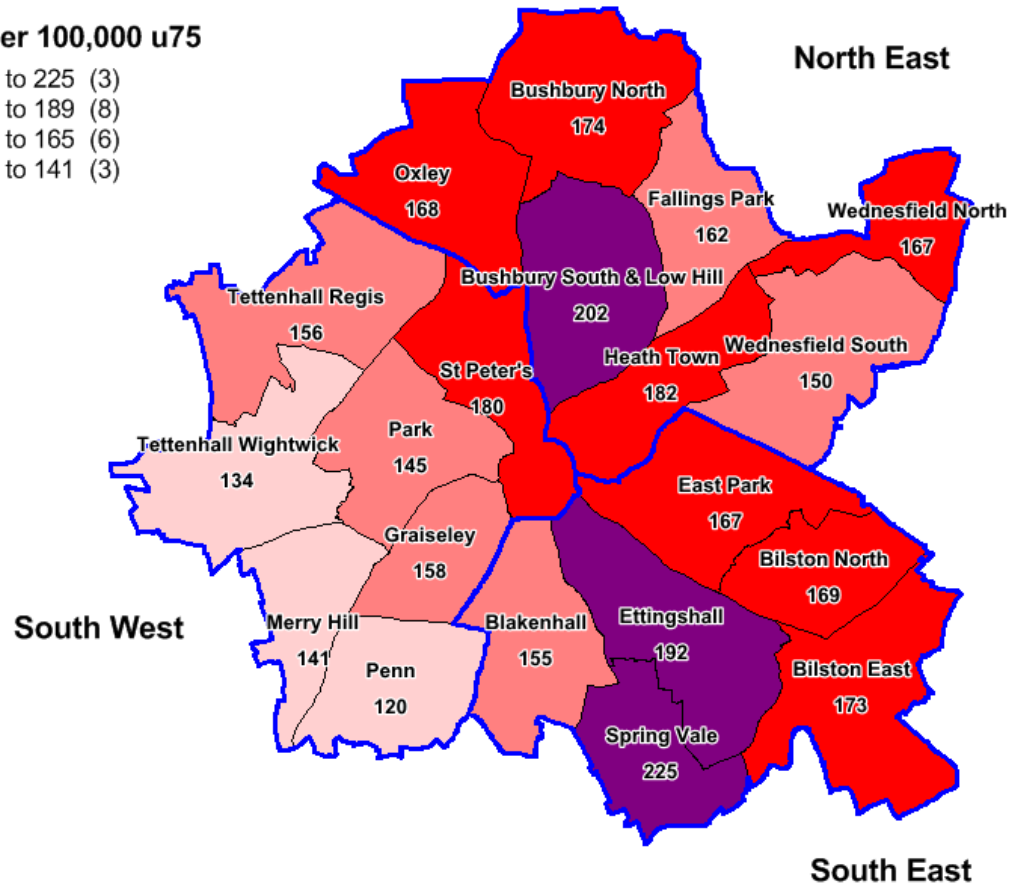 er 100,000 u75
to 225 (3)
to 189 (8)
to 165 (6)
to 141 (3)
North East
Bushbury North
174
Oxley
168
Fallings Park
162
Wednesfield North
167
Bushbury South & Low Hill
202
Tettenhall Regis
156
Wednesfield South
150
Heath Town
182
St Peter's
180
Park
145
Tettenhall Wightwick
134
East Park
167
Graiseley
158
Bilston North
169
South West
Merry Hill
141
Blakenhall
155
Ettingshall
192
Penn
120
Bilston East
173
Spring Vale
225
South East